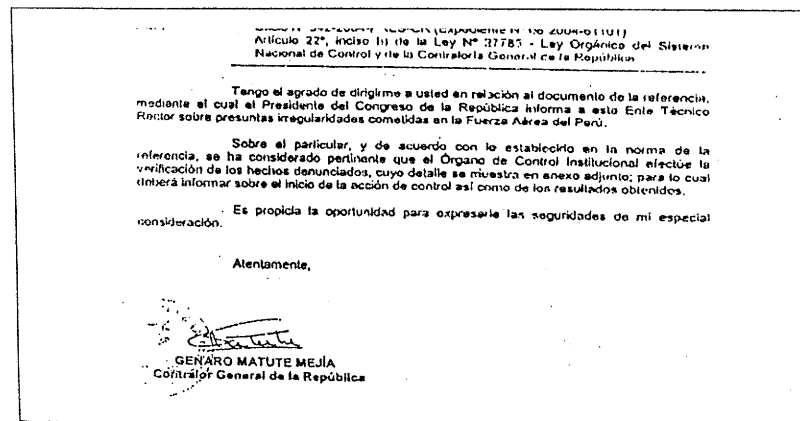 (Expediente N° 2004-61101)
Artículo 22°, inciso de la Ley N° 27785 - Ley Orgánica del Sistema
Nacional de Control y de la Contraloría General de la República
Tengo el agrado de dirigirme a usted en relación al documento de la referencia,
mediante el cual el Presidente del Congreso de la República informa a este Ente Técnico
Rector sobre presuntas irregularidades cometidas en la Fuerza Aérea del Perú.
Sobre el particular, y de acuerdo con lo establecido en la norma de la
referencia, se ha considerado pertinente que el Órgano de Control Institucional efectúe la
verificación de los hechos denunciados, cuyo detalle se muestra en anexo adjunto; para lo cual
deberá informar sobre el inicio de la acción de control así como de los resultados obtenidos.
Es propicia la oportunidad para expresarle las seguridades de mi especial
consideración.
Atentamente,
GENARO MATUTE MEJÍA
Contralor General de la República